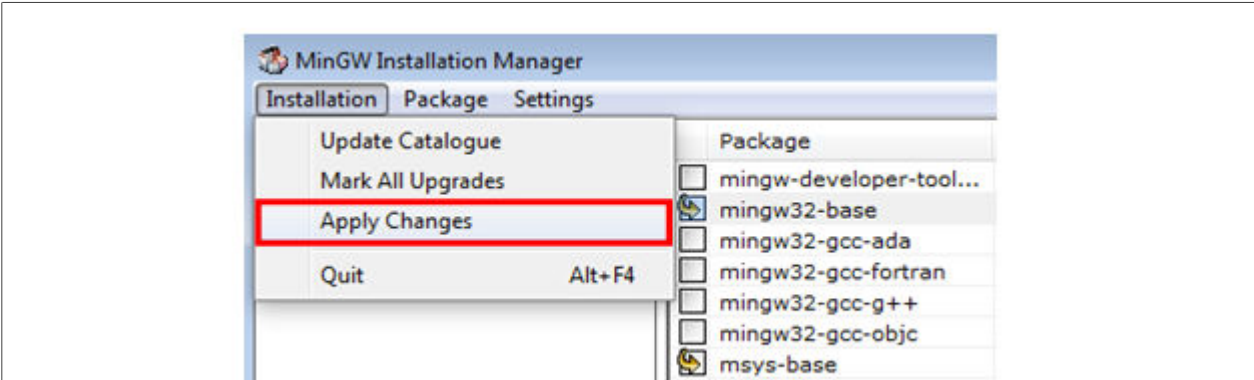 MinGW Installation Manager
Installation Package Settings
Update Catalogue
Mark All Upgrades
Apply Changes
Quit Alt+F4
Package
mingw-developer-tool...
mingw32-base
mingw32-gcc-ada
mingw32-gcc-fortran
mingw32-gcc-g++
mingw32-gcc-objc
msys-base